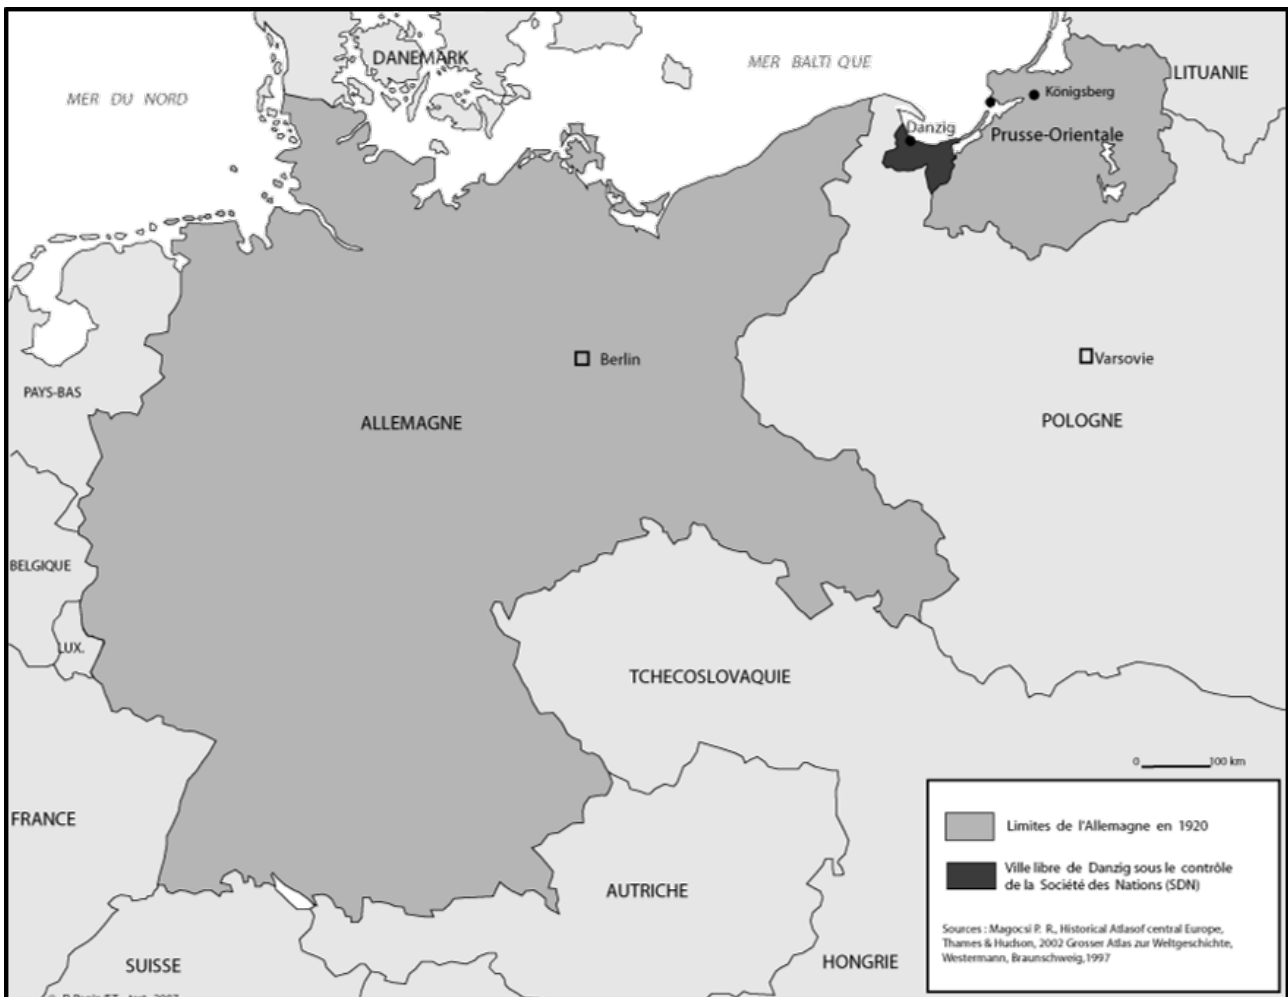 DANEMARK
MER BALTIQUE
MER DU NORD
LITUANIE
Königsberg
Danzig
Prusse-Orientale
Berlin
Varsovie
PAYS-BAS
ALLEMAGNE
POLOGNE
BELGIQUE
LUX.
TCHECOSLOVAQUIE
0 100 km
FRANCE
Limites de l'Allemagne en 1920
Ville libre de Danzig sous le contrôle
de la Société des Nations (SDN)
AUTRICHE
Sources : Magocsi P. R., Historical Atlasof central Europe,
Thames & Hudson, 2002 Grosser Atlas zur Weltgeschichte,
Westermann, Braunschweig,1997
SUISSE
HONGRIE